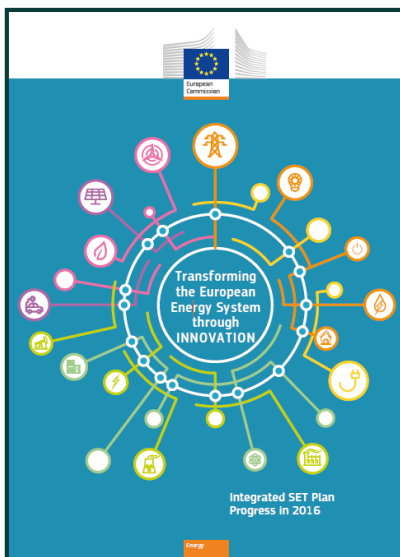 European
Commission
Transforming
the European
Energy System
through
INNOVATION
Integrated SET Plan
Progress in 2016
Energy